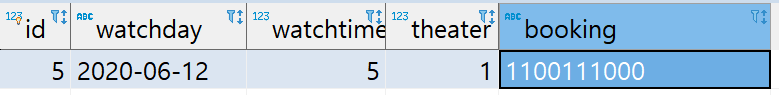 123 id ABC watchday 123 watchtime 123 theater ABC booking
5 2020-06-12 5 1 1100111000